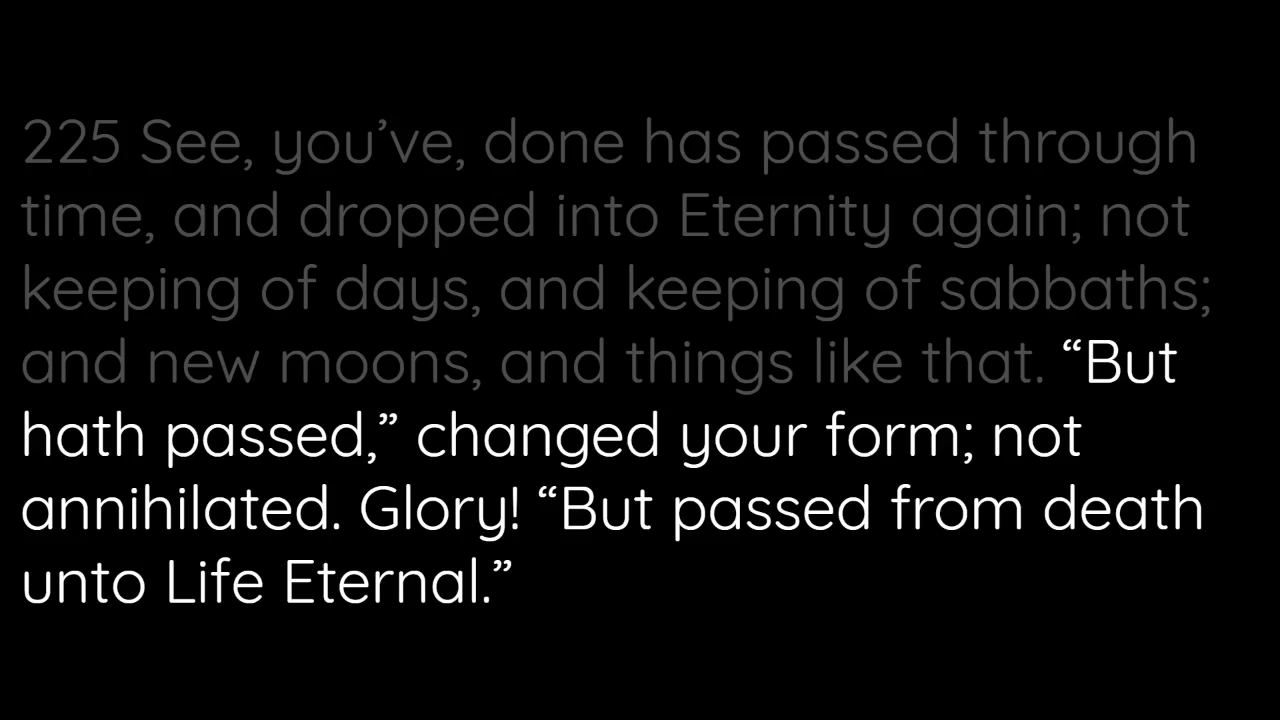 225 See, you’ve, done has passed through
time, and dropped into Eternity again; not
keeping of days, and keeping of sabbaths;
and new moons, and things like that. “But
hath passed,” changed your form; not
annihilated. Glory! “But passed from death
unto Life Eternal.”